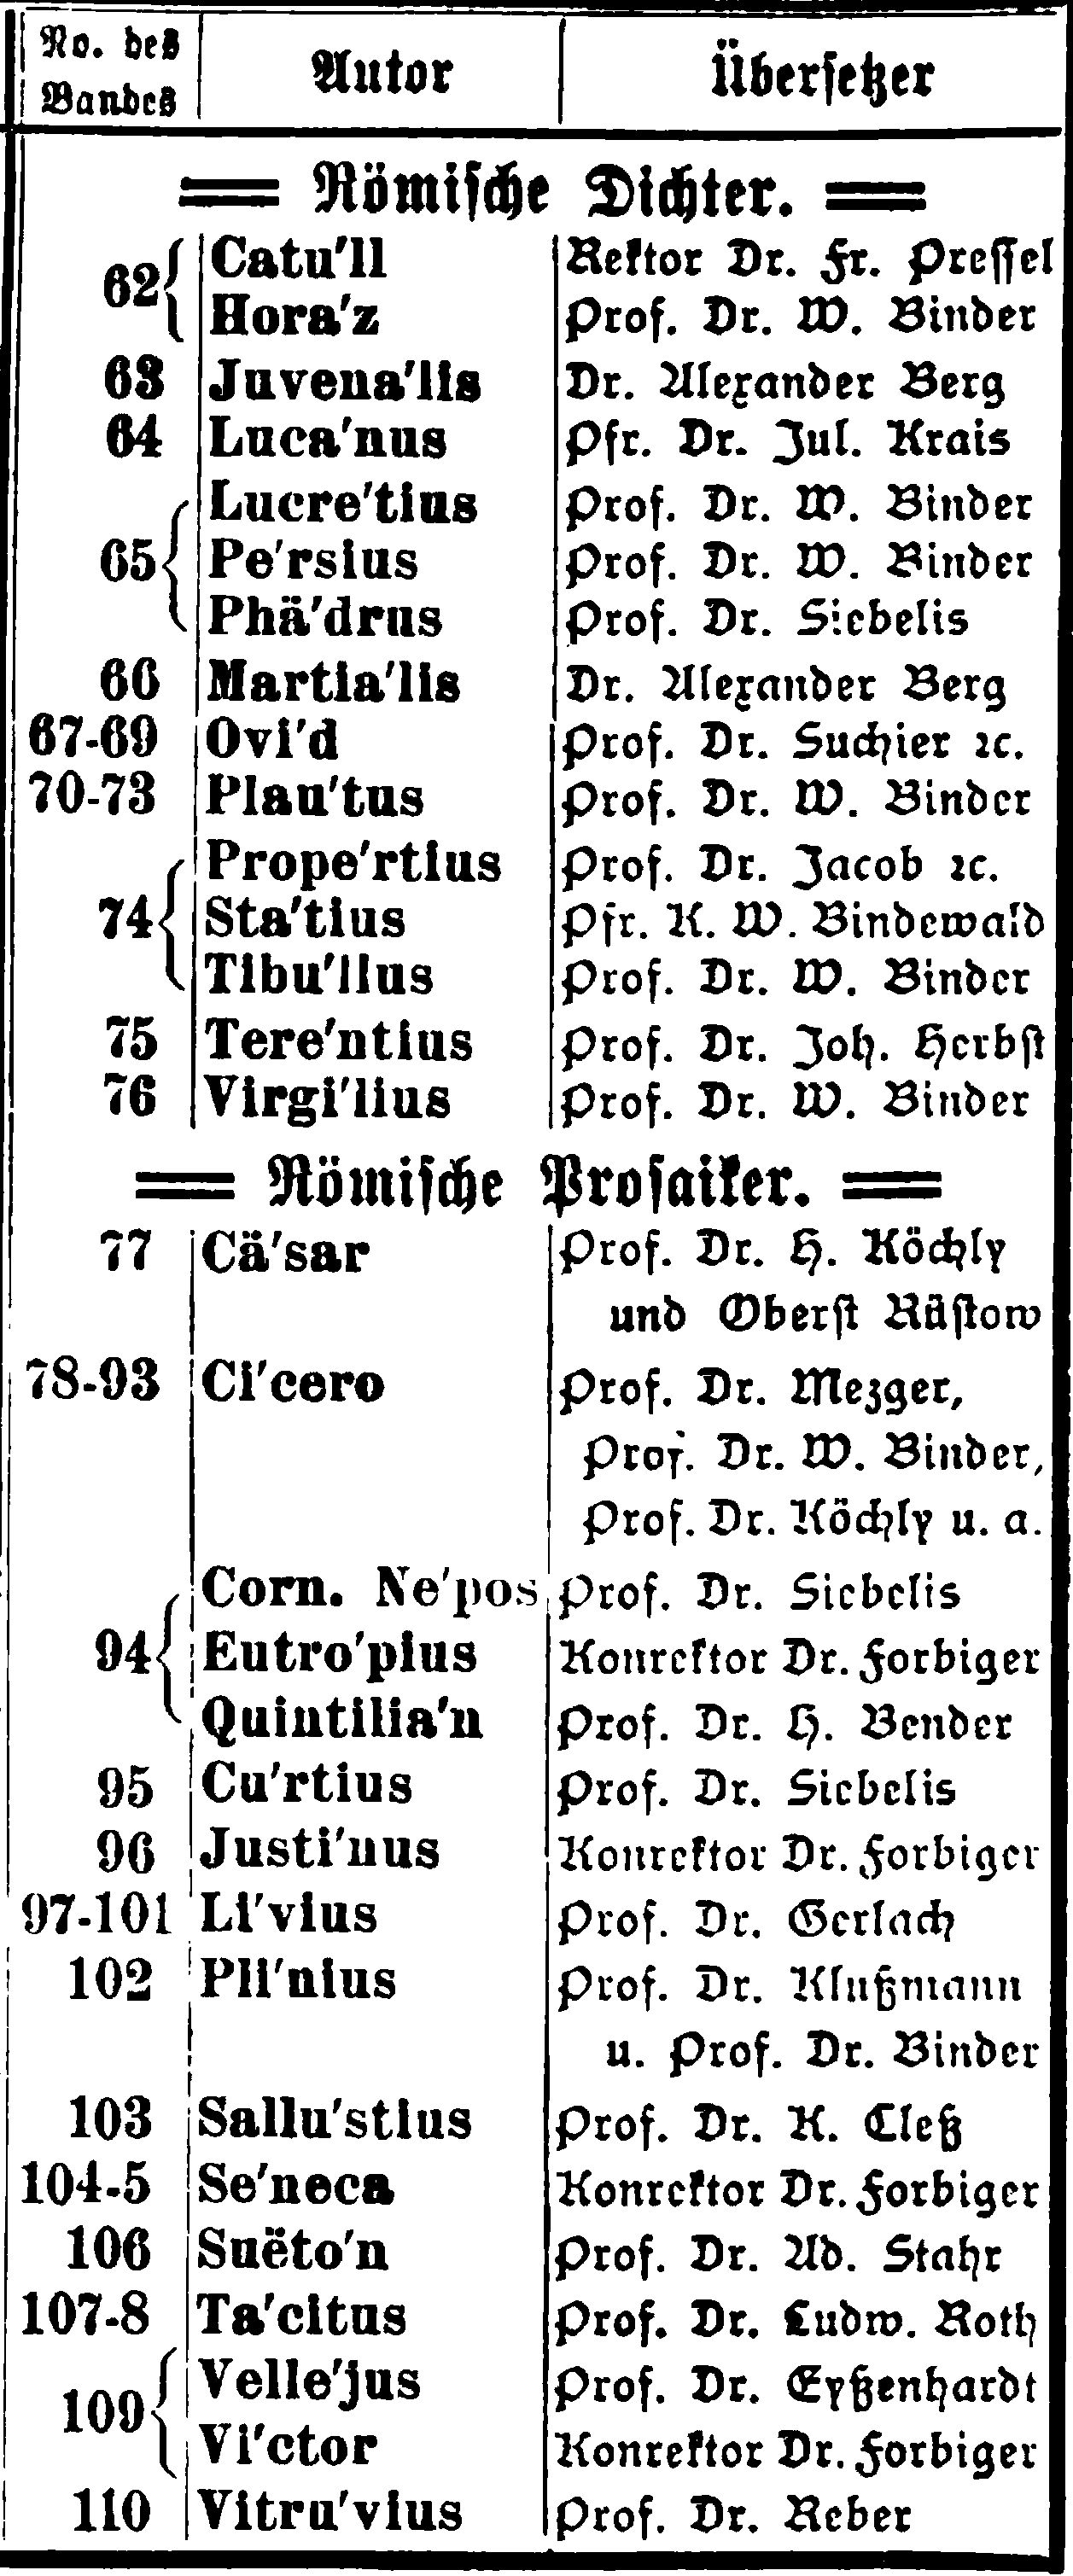 No. des Bandes | Autor | Übersetzer
Römische Dichter.
62 Catu'll Rektor Dr. Fr. Pressel
Hora'z Prof. Dr. W. Binder
63 Juvena'lis Dr. Alexander Berg
64 Luca'nus Pfr. Dr. Jul. Krais
Lucre'tius Prof. Dr. W. Binder
65 Pe'rsius Prof. Dr. W. Binder
Phä'drus Prof. Dr. Siebelis
66 Martia'lis Dr. Alexander Berg
67-69 Ovi'd Prof. Dr. Suchier ꝛc.
70-73 Plau'tus Prof. Dr. W. Binder
Prope'rtius Prof. Dr. Jacob ꝛc.
74 Sta'tius Pfr. K. W. Bindewald
Tibu'llus Prof. Dr. W. Binder
75 Tere'ntius Prof. Dr. Joh. Herbst
76 Virgi'lius Prof. Dr. W. Binder
Römische Prosaiker.
77 Cä'sar Prof. Dr. H. Köchly
und Oberst Rüstow
78-93 Ci'cero Prof. Dr. Mezger,
Prof. Dr. W. Binder,
Prof. Dr. Köchly u. a.
Corn. Ne'pos Prof. Dr. Siebelis
94 Eutro'pius Konrektor Dr. Forbiger
Quintilia'n Prof. Dr. H. Bender
95 Cu'rtius Prof. Dr. Siebelis
96 Justi'nus Konrektor Dr. Forbiger
97-101 Li'vius Prof. Dr. Gerlach
102 Pli'nius Prof. Dr. Klußmann
u. Prof. Dr. Binder
103 Sallu'stius Prof. Dr. K. Cleß
104-5 Se'neca Konrektor Dr. Forbiger
106 Suëto'n Prof. Dr. Ad. Stahr
107-8 Ta'citus Prof. Dr. Ludw. Roth
Velle'jus Prof. Dr. Eyßenhardt
109 Vi'ctor Konrektor Dr. Forbiger
110 Vitru'vius Prof. Dr. Reber